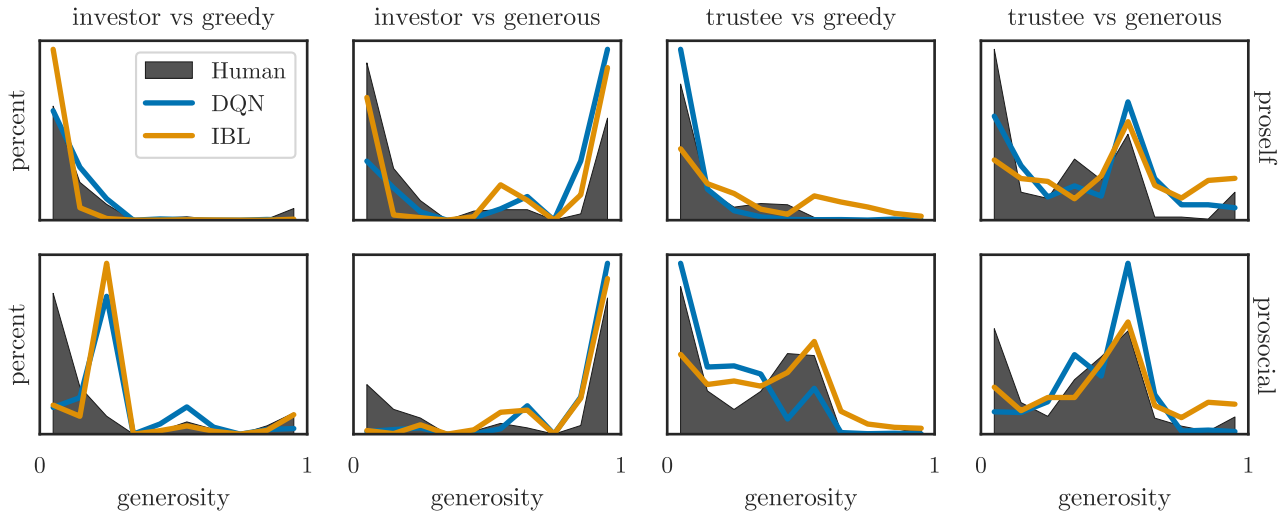 investor vs greedy
investor vs generous
trustee vs greedy
trustee vs generous
Human
DQN
IBL
percent
proself
percent
prosocial
0
1
0
1
0
1
0
1
generosity
generosity
generosity
generosity